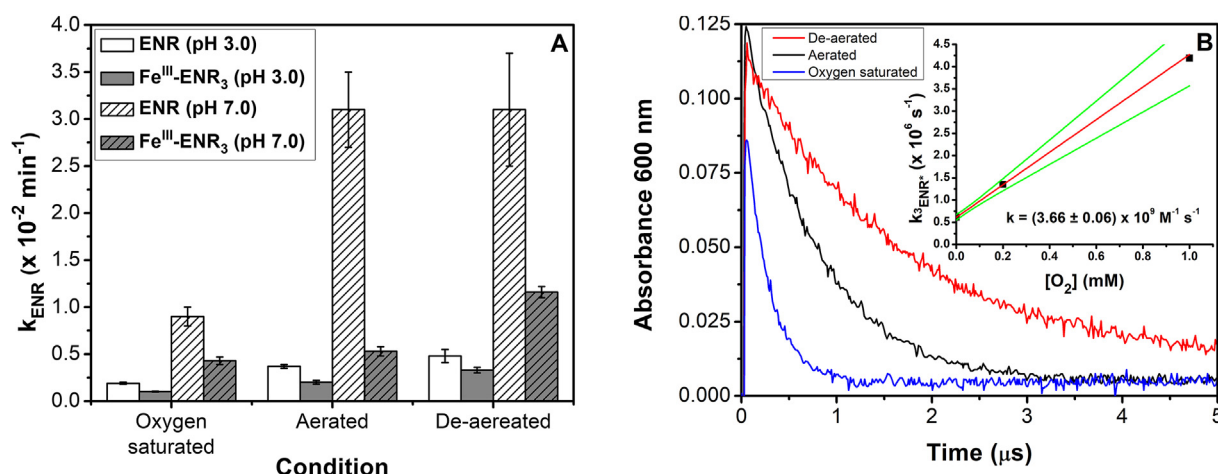 A
ENR (pH 3.0)
Fe^III-ENR_3 (pH 3.0)
ENR (pH 7.0)
Fe^III-ENR_3 (pH 7.0)
k_ENR (x 10^-2 min^-1)
4.0
3.5
3.0
2.5
2.0
1.5
1.0
0.5
0.0
Oxygen
saturated
Aerated
De-aereated
Condition
B
De-aerated
Aerated
Oxygen saturated
Absorbance 600 nm
0.125
0.100
0.075
0.050
0.025
0.000
0 1 2 3 4 5
Time (μs)
k_3ENR* (x 10^6 s^-1)
4.5
4.0
3.5
3.0
2.5
2.0
1.5
1.0
0.5
0.0
k = (3.66 ± 0.06) x 10^9 M^-1 s^-1
0.0 0.2 0.4 0.6 0.8 1.0
[O_2] (mM)